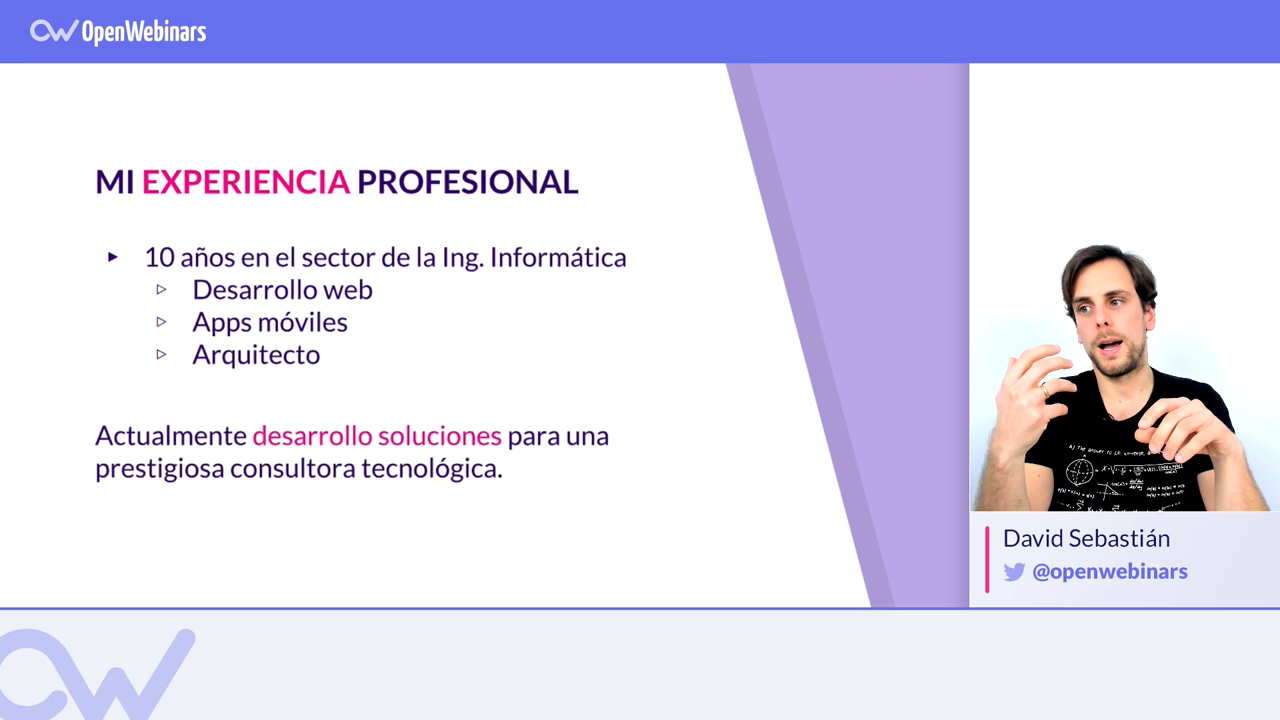 OpenWebinars
MI EXPERIENCIA PROFESIONAL
▸ 10 años en el sector de la Ing. Informática
▹ Desarrollo web
▹ Apps móviles
▹ Arquitecto
Actualmente desarrollo soluciones para una
prestigiosa consultora tecnológica.
David Sebastián
@openwebinars